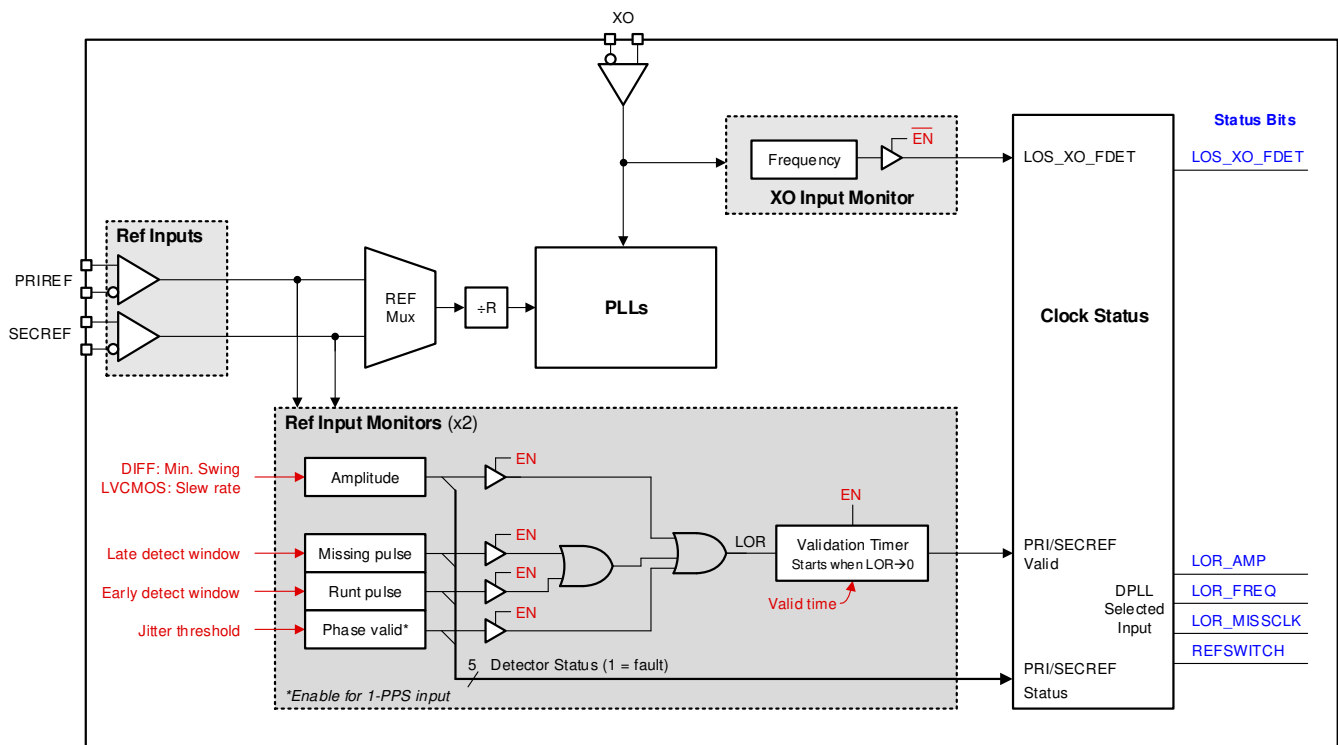 XO
Status Bits
EN
Frequency
LOS_XO_FDET
LOS_XO_FDET
XO Input Monitor
Ref Inputs
PRIREF
SECREF
REF
Mux
÷R
PLLs
Clock Status
Ref Input Monitors (x2)
DIFF: Min. Swing
LVCMOS: Slew rate
Amplitude
EN
Late detect window
Missing pulse
EN
Early detect window
Runt pulse
EN
Jitter threshold
Phase valid*
EN
LOR
EN
Validation Timer
Starts when LOR→0
Valid time
PRI/SECREF
Valid
DPLL
Selected
Input
LOR_AMP
LOR_FREQ
LOR_MISSCLK
REFSWITCH
5 Detector Status (1 = fault)
PRI/SECREF
Status
*Enable for 1-PPS input